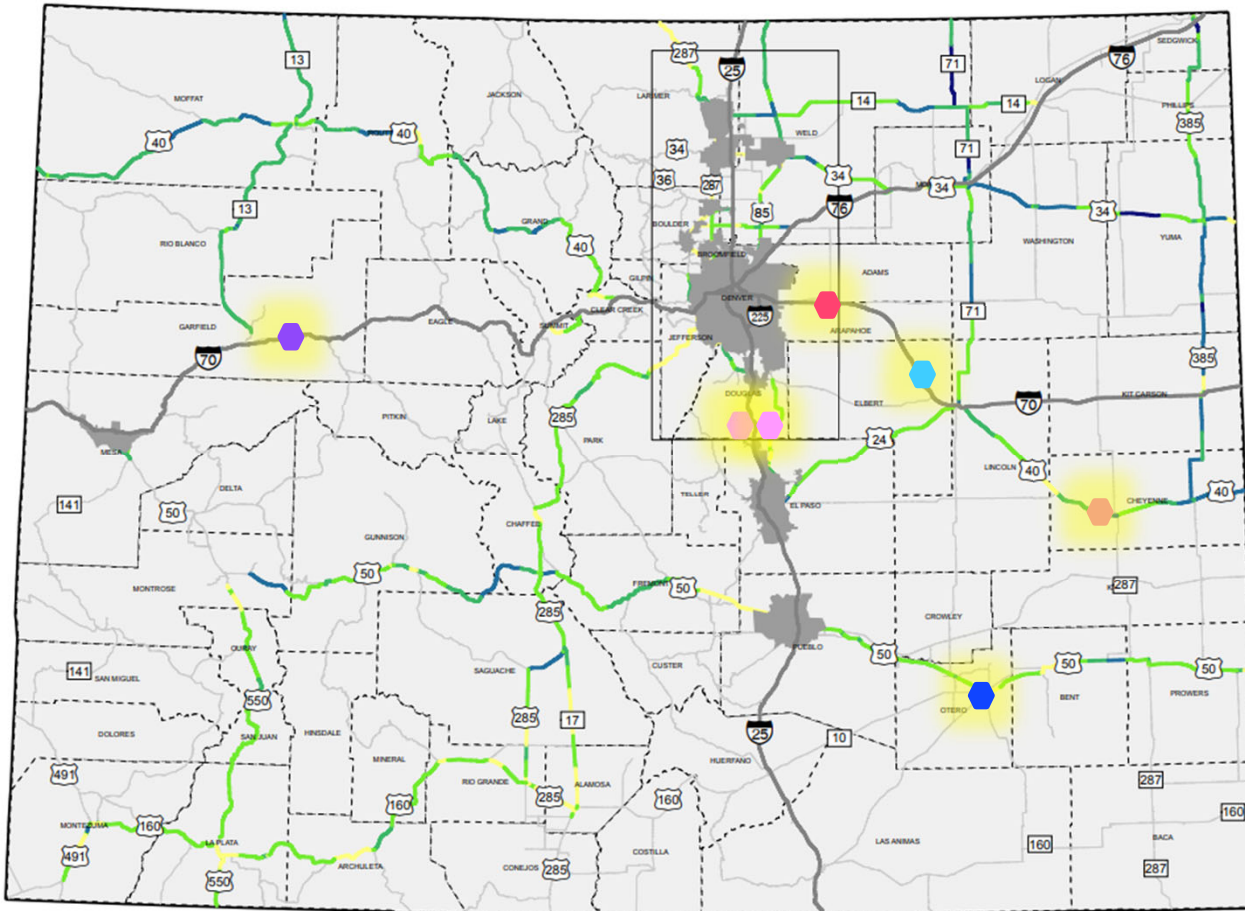 SEDGWICK
76
25
287
13
71
LOGAN
JACKSON
MOFFAT
LARIMER
14
14
PHILLIPS
385
WELD
40
40
34
71
34
36
287
34
34
85
76
13
34
BOULDER
GRAND
RIO BLANCO
40
BROOMFIELD
WASHINGTON
YUMA
GILPIN
ADAMS
DENVER
CLEAR CREEK
71
225
EAGLE
SUMMIT
GARFIELD
ARAPAHOE
JEFFERSON
70
385
DOUGLAS
KIT CARSON
70
ELBERT
PITKIN
LAKE
285
PARK
24
MESA
LINCOLN
40
DELTA
TELLER
40
141
CHEYENNE
50
EL PASO
CHAFFEE
GUNNISON
50
FREMONT
50
287
MONTROSE
285
CROWLEY
OURAY
PUEBLO
50
50
50
141
SAGUACHE
CUSTER
SAN MIGUEL
BENT
PROWERS
550
OTERO
285
17
25
DOLORES
SAN JUAN
HINSDALE
10
MINERAL
HUERFANO
491
287
RIO GRANDE
ALAMOSA
285
160
160
160
MONTEZUMA
160
LA PLATA
LAS ANIMAS
160
BACA
491
ARCHULETA
CONEJOS
285
COSTILLA
287
550